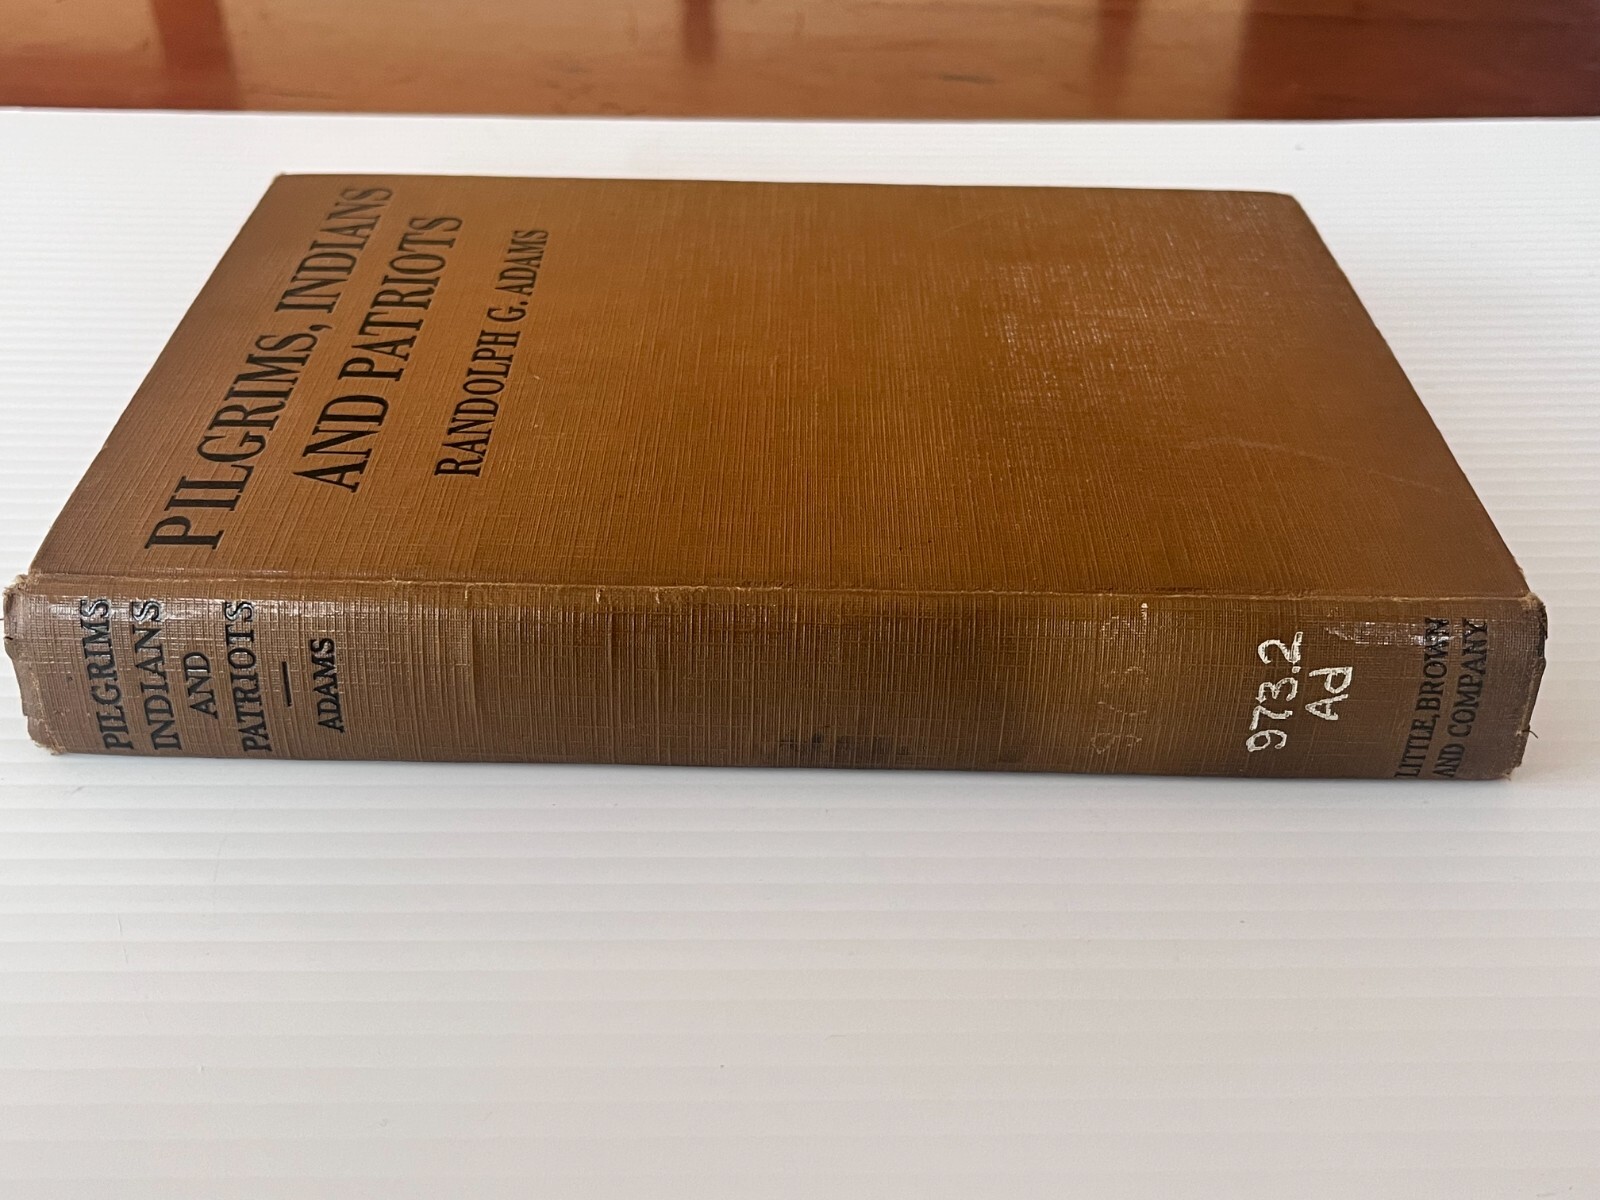 PILGRIMS, INDIANS
AND PATRIOTS
RANDOLPH G. ADAMS
PILGRIMS
INDIANS
AND
PATRIOTS
ADAMS
973.2
Ad
LITTLE, BROWN
AND COMPANY